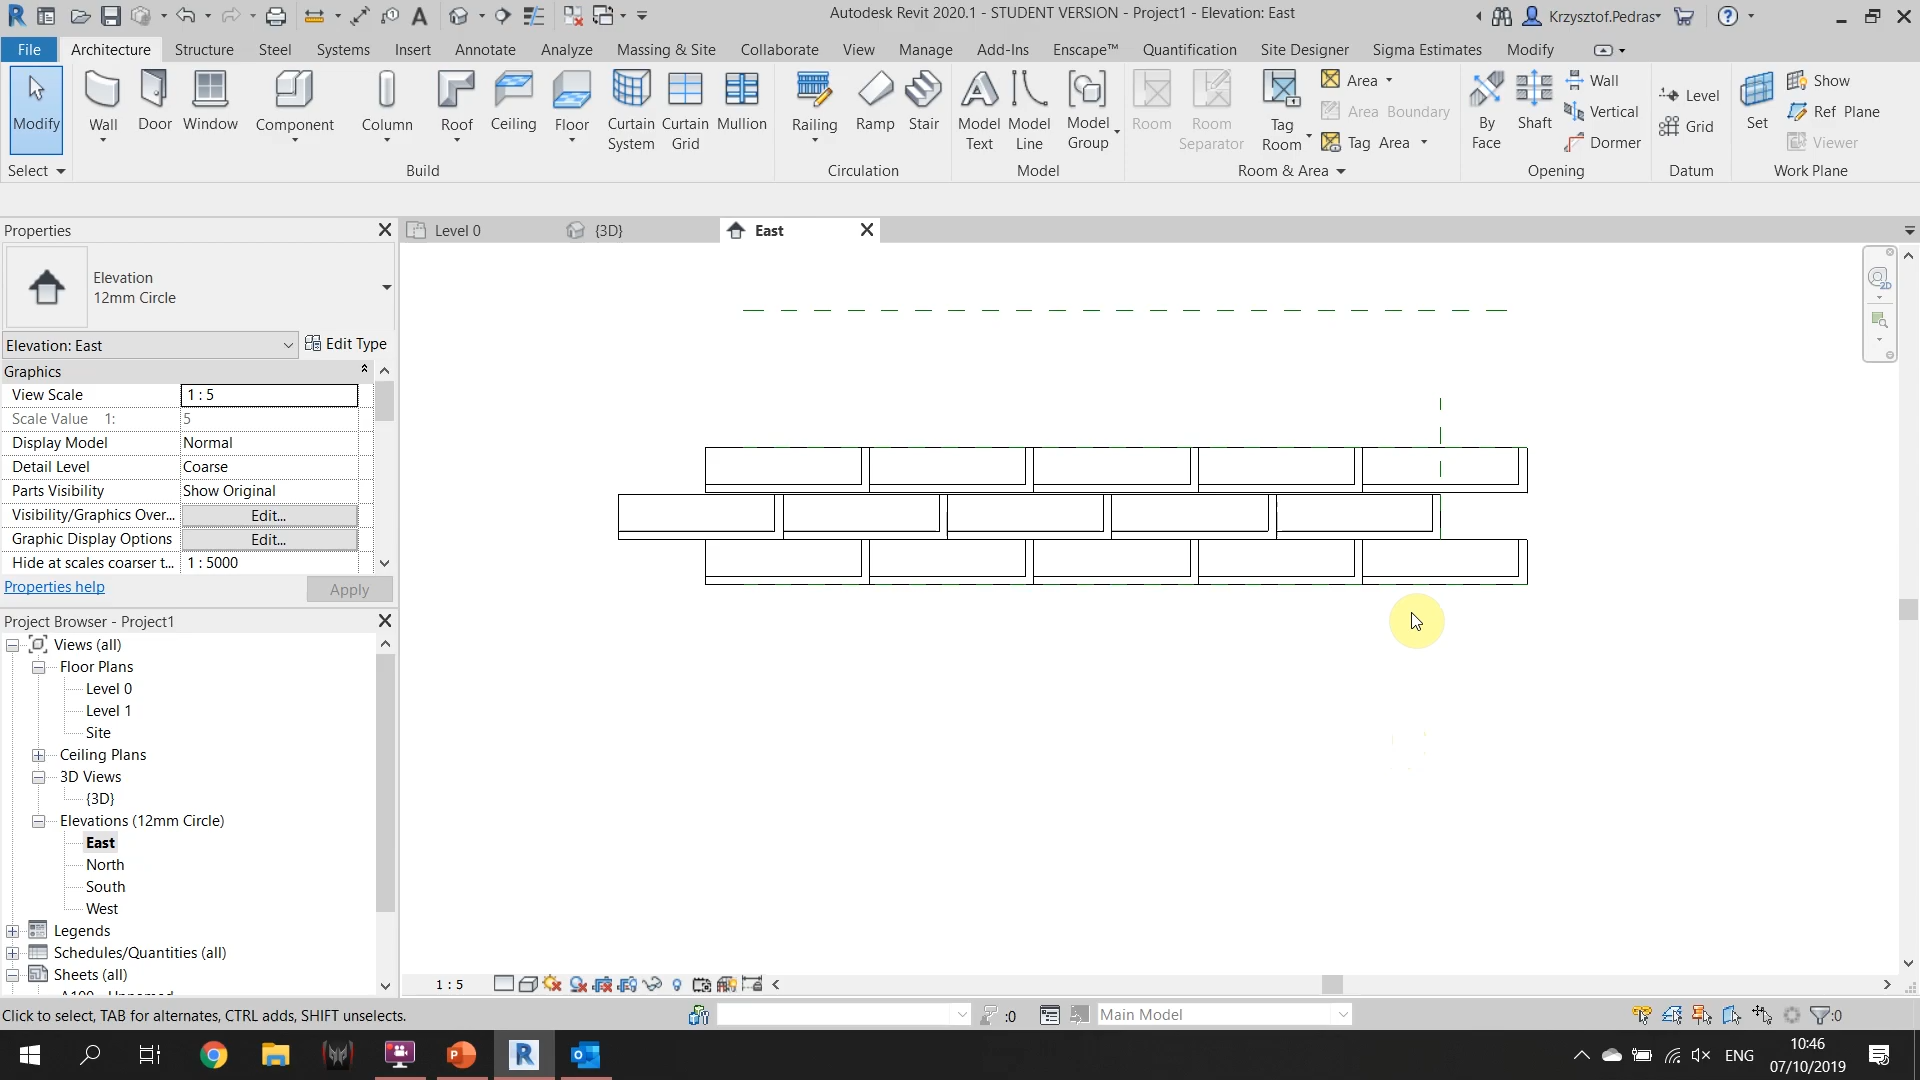 Autodesk Revit 2020.1 - STUDENT VERSION - Project1 - Elevation: East
Krzysztof.Pedras
File Architecture Structure Steel Systems Insert Annotate Analyze Massing & Site Collaborate View Manage Add-Ins Enscape™ Quantification Site Designer Sigma Estimates Modify
Modify
Wall
Door
Window
Component
Column
Roof
Ceiling
Floor
Curtain System
Curtain Grid
Mullion
Railing
Ramp
Stair
Model Text
Model Line
Model Group
Room
Room Separator
Tag Room
Area
Area Boundary
Tag Area
By Face
Shaft
Wall
Vertical
Dormer
Level
Grid
Set
Show
Ref Plane
Viewer
Select Build Circulation Model Room & Area Opening Datum Work Plane
Properties
Level 0 {3D} East
2D
Elevation
12mm Circle
Elevation: East Edit Type
Graphics
View Scale 1 : 5
Scale Value 1: 5
Display Model Normal
Detail Level Coarse
Parts Visibility Show Original
Visibility/Graphics Over... Edit...
Graphic Display Options Edit...
Hide at scales coarser t... 1 : 5000
Properties help Apply
Project Browser - Project1
Views (all)
Floor Plans
Level 0
Level 1
Site
Ceiling Plans
3D Views
{3D}
Elevations (12mm Circle)
East
North
South
West
Legends
Schedules/Quantities (all)
Sheets (all)
A100 - Unnamed
1 : 5
Click to select, TAB for alternates, CTRL adds, SHIFT unselects. :0 Main Model :0
ENG
10:46
07/10/2019